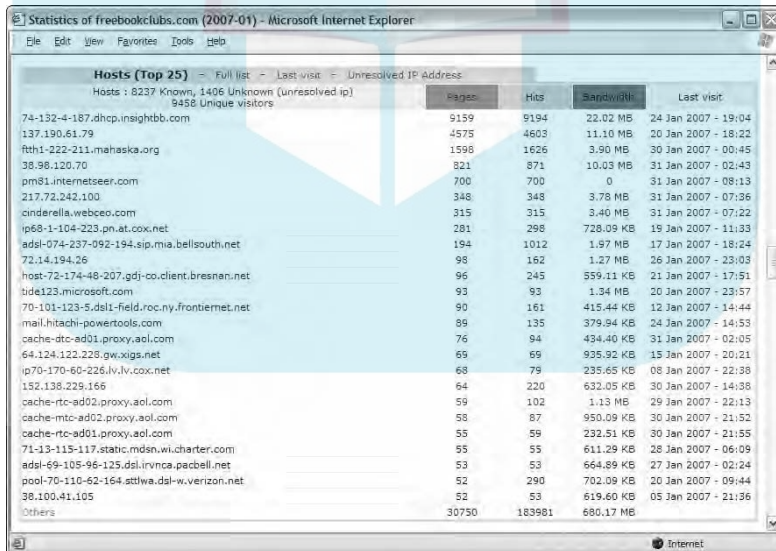 Statistics of freebookclubs.com (2007-01) - Microsoft Internet Explorer
File Edit View Favorites Tools Help
Hosts (Top 25) - Full list - Last visit - Unresolved IP Address
Hosts : 8237 Known, 1406 Unknown (unresolved ip)
9458 Unique visitors
Pages Hits Bandwidth Last visit
74-132-4-187.dhcp.insightbb.com 9159 9194 22.02 MB 24 Jan 2007 - 19:04
137.190.61.79 4575 4603 11.10 MB 20 Jan 2007 - 18:22
ftth1-222-211.mahaska.org 1598 1626 3.90 MB 30 Jan 2007 - 00:45
38.98.120.70 821 871 10.03 MB 31 Jan 2007 - 02:43
pm81.internetseer.com 700 700 0 31 Jan 2007 - 08:13
217.72.242.100 348 348 3.78 MB 31 Jan 2007 - 07:36
cinderella.webceo.com 315 315 3.40 MB 31 Jan 2007 - 07:22
ip68-1-104-223.pn.at.cox.net 281 298 728.09 KB 19 Jan 2007 - 11:33
adsl-074-237-092-194.sip.mia.bellsouth.net 194 1012 1.97 MB 17 Jan 2007 - 18:24
72.14.194.26 98 162 1.27 MB 26 Jan 2007 - 23:03
host-72-174-48-207.gdj-co.client.bresnan.net 96 245 559.11 KB 21 Jan 2007 - 17:51
tide123.microsoft.com 93 93 1.34 MB 20 Jan 2007 - 23:57
70-101-123-5.dsl1-field.roc.ny.frontiernet.net 90 161 415.44 KB 12 Jan 2007 - 14:44
mail.hitachi-powertools.com 89 135 379.94 KB 24 Jan 2007 - 14:53
cache-dtc-ad01.proxy.aol.com 76 94 434.40 KB 31 Jan 2007 - 02:05
64.124.122.228.gw.xigs.net 69 69 935.92 KB 15 Jan 2007 - 20:21
ip70-170-60-226.lv.lv.cox.net 68 79 235.65 KB 08 Jan 2007 - 22:38
152.138.229.166 64 220 632.05 KB 30 Jan 2007 - 14:38
cache-rtc-ad02.proxy.aol.com 59 102 1.13 MB 29 Jan 2007 - 22:13
cache-mtc-ad02.proxy.aol.com 58 87 950.09 KB 30 Jan 2007 - 21:52
cache-rtc-ad01.proxy.aol.com 55 59 232.51 KB 30 Jan 2007 - 21:55
71-13-115-117.static.mdsn.wi.charter.com 55 55 611.29 KB 28 Jan 2007 - 06:09
adsl-69-105-96-125.dsl.irvnca.pacbell.net 53 53 664.89 KB 27 Jan 2007 - 02:24
pool-70-110-62-164.sttlwa.dsl-w.verizon.net 52 290 702.09 KB 20 Jan 2007 - 09:44
38.100.41.105 52 53 619.60 KB 05 Jan 2007 - 21:36
Others 30750 183981 680.17 MB
Internet